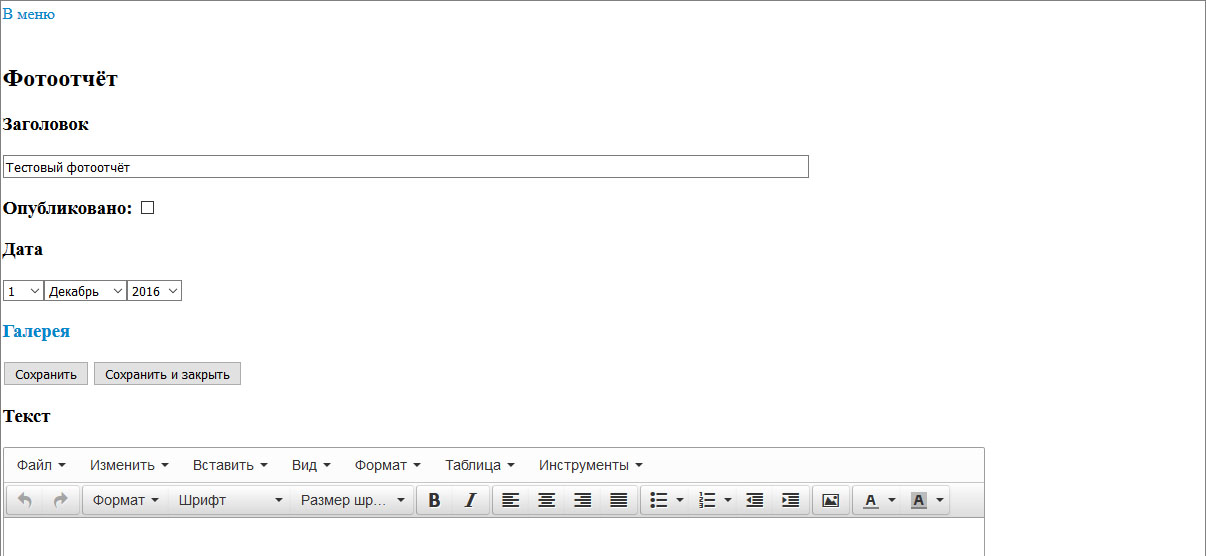 В меню
Фотоотчёт
Заголовок
Тестовый фотоотчёт
Опубликовано:
Дата
1 Декабрь 2016
Галерея
Сохранить Сохранить и закрыть
Текст
Файл Изменить Вставить Вид Формат Таблица Инструменты
Формат Шрифт Размер шр... B I A A